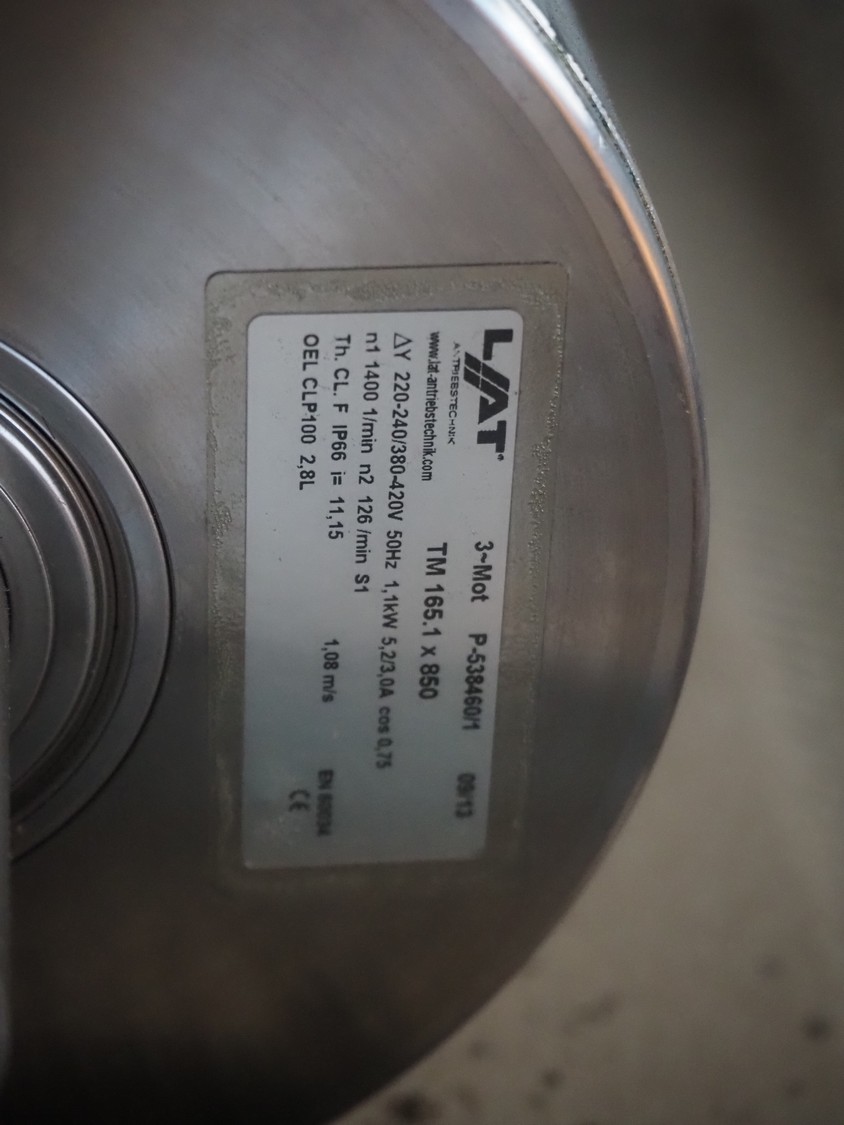 LAT®
ANTRIEBSTECHNIK
www.lat-antriebstechnik.com
3~Mot P-538460/1 09/13
TM 165.1 x 850
ΔY 220-240/380-420V 50Hz 1,1kW 5,2/3,0A cos 0,75
n1 1400 1/min n2 126 /min S1
Th. CL. F IP66 i= 11,15 1,08 m/s EN 60034
OEL CLP100 2,8L CE